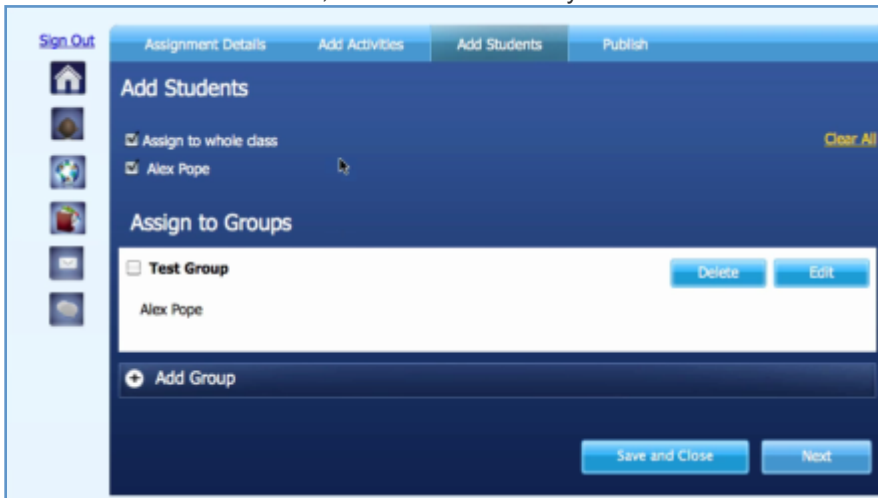 Sign Out
Assignment Details Add Activities Add Students Publish
Add Students
Assign to whole class Clear All
Alex Pope
Assign to Groups
Test Group Delete Edit
Alex Pope
Add Group
Save and Close Next